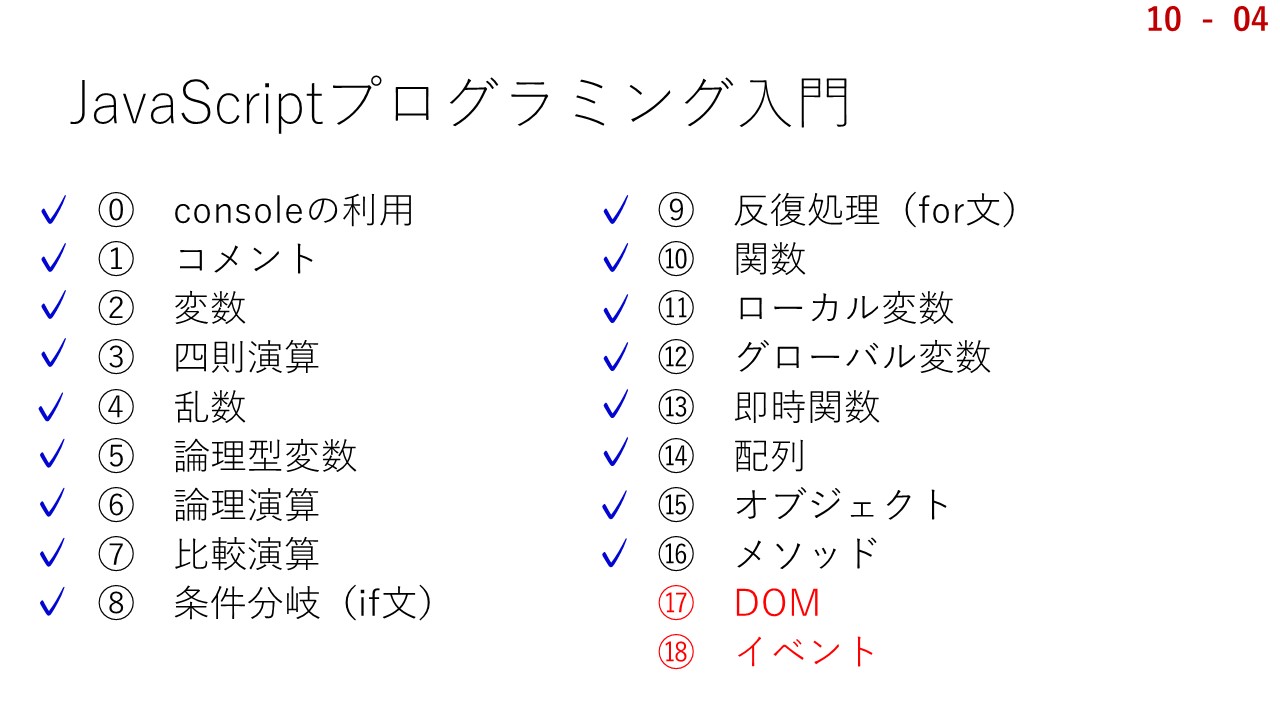 10 - 04
JavaScriptプログラミング入門
✓ ⓪ consoleの利用
✓ ① コメント
✓ ② 変数
✓ ③ 四則演算
✓ ④ 乱数
✓ ⑤ 論理型変数
✓ ⑥ 論理演算
✓ ⑦ 比較演算
✓ ⑧ 条件分岐（if文）
✓ ⑨ 反復処理（for文）
✓ ⑩ 関数
✓ ⑪ ローカル変数
✓ ⑫ グローバル変数
✓ ⑬ 即時関数
✓ ⑭ 配列
✓ ⑮ オブジェクト
✓ ⑯ メソッド
⑰ DOM
⑱ イベント